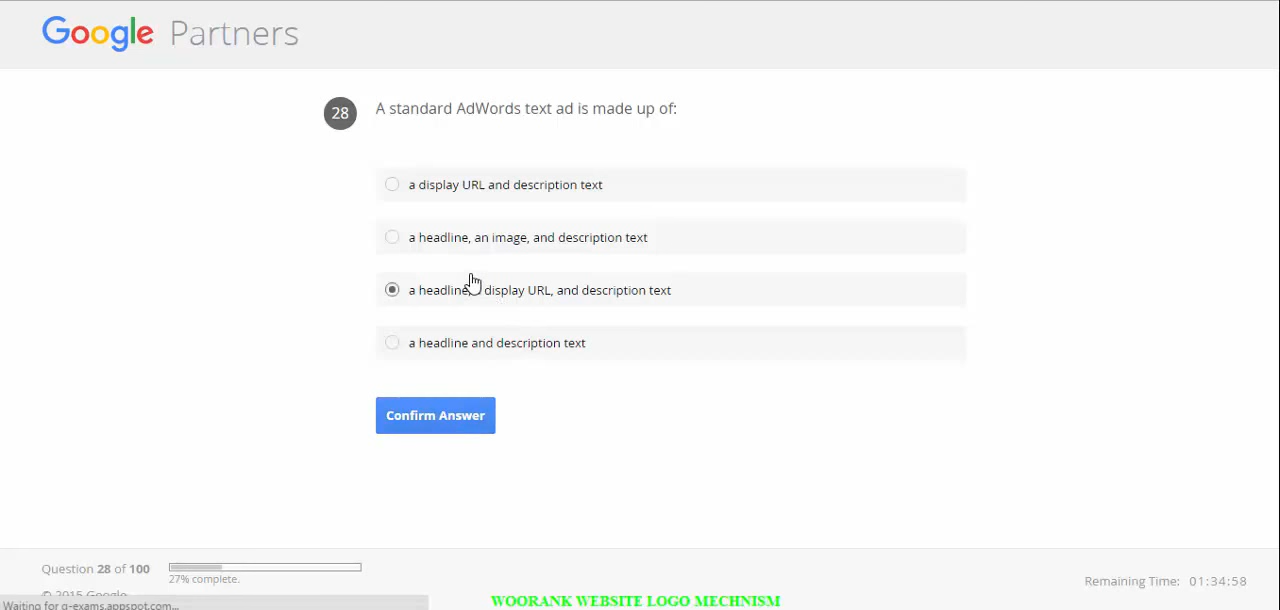 Google Partners
28 A standard AdWords text ad is made up of:
a display URL and description text
a headline, an image, and description text
a headline, display URL, and description text
a headline and description text
Confirm Answer
Question 28 of 100
27% complete.
Remaining Time: 01:34:58
© 2015 Google
Waiting for g-exams.appspot.com...
WOORANK WEBSITE LOGO MECHNISM